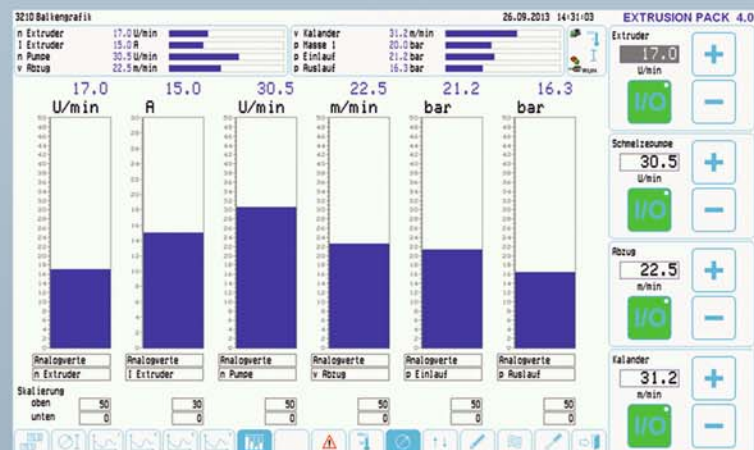 3210 Balkengrafik 26.09.2013 14:31:03 EXTRUSION PACK 4.0
n Extruder 17.0 U/min
I Extruder 15.0 A
n Pumpe 30.5 U/min
v Abzug 22.5 m/min
v Kalander 31.2 m/min
p Masse 1 20.0 bar
p Einlauf 21.2 bar
p Auslauf 16.3 bar
RUN
17.0 15.0 30.5 22.5 21.2 16.3
U/min A U/min m/min bar bar
Analogwerte Analogwerte Analogwerte Analogwerte Analogwerte Analogwerte
n Extruder I Extruder n Pumpe v Abzug p Einlauf p Auslauf
Skalierung
oben 50 30 50 50 50 50
unten 0 0 0 0 0 0
Extruder
17.0
U/min
I/O
Schmelzepumpe
30.5
U/min
I/O
Abzug
22.5
m/min
I/O
Kalander
31.2
m/min
I/O